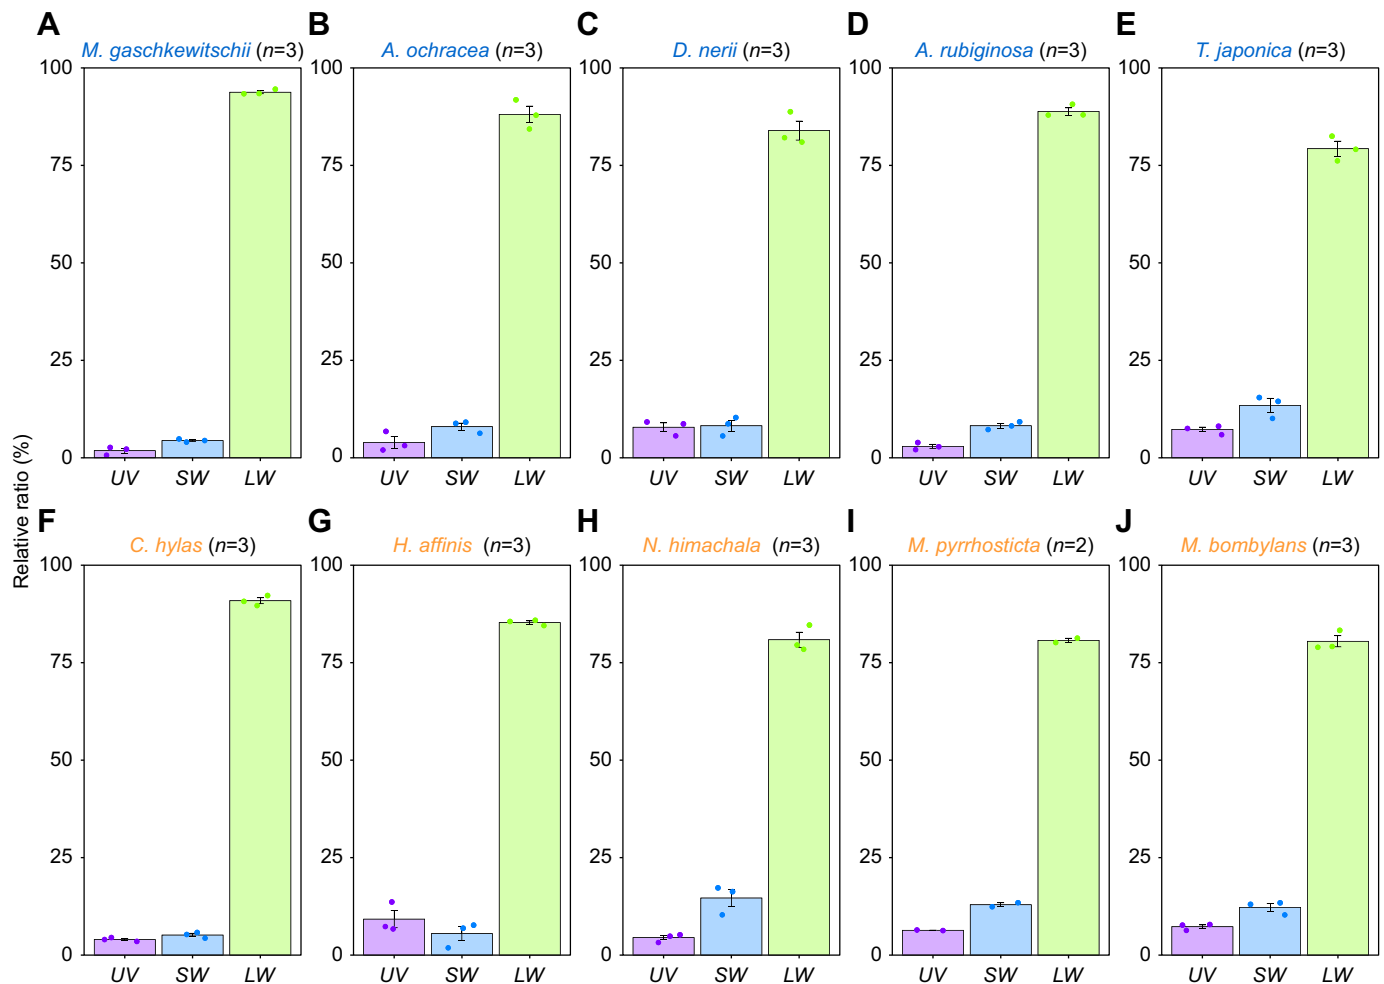 A B C D E
M. gaschkewitschii (n=3) A. ochracea (n=3) D. nerii (n=3) A. rubiginosa (n=3) T. japonica (n=3)
100 100 100 100 100
75 75 75 75 75
50 50 50 50 50
25 25 25 25 25
0 0 0 0 0
UV SW LW UV SW LW UV SW LW UV SW LW UV SW LW
Relative ratio (%)
F G H I J
C. hylas (n=3) H. affinis (n=3) N. himachala (n=3) M. pyrrhosticta (n=2) M. bombylans (n=3)
100 100 100 100 100
75 75 75 75 75
50 50 50 50 50
25 25 25 25 25
0 0 0 0 0
UV SW LW UV SW LW UV SW LW UV SW LW UV SW LW